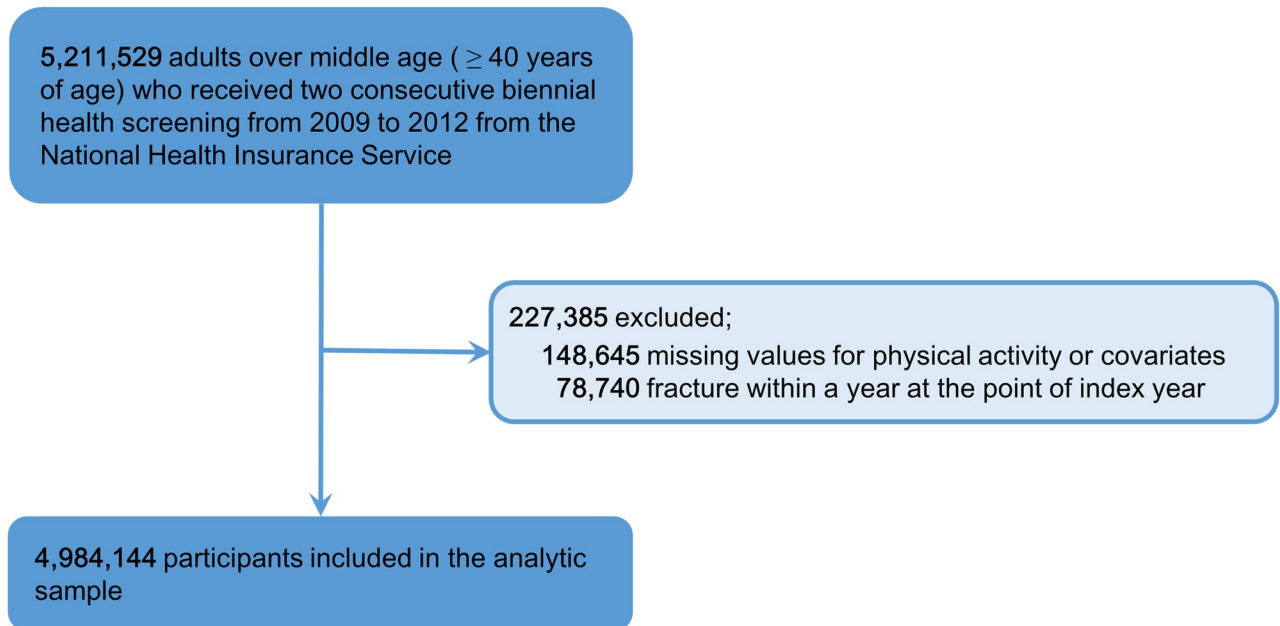 5,211,529 adults over middle age ( ≥ 40 years
of age) who received two consecutive biennial
health screening from 2009 to 2012 from the
National Health Insurance Service
227,385 excluded;
148,645 missing values for physical activity or covariates
78,740 fracture within a year at the point of index year
4,984,144 participants included in the analytic
sample